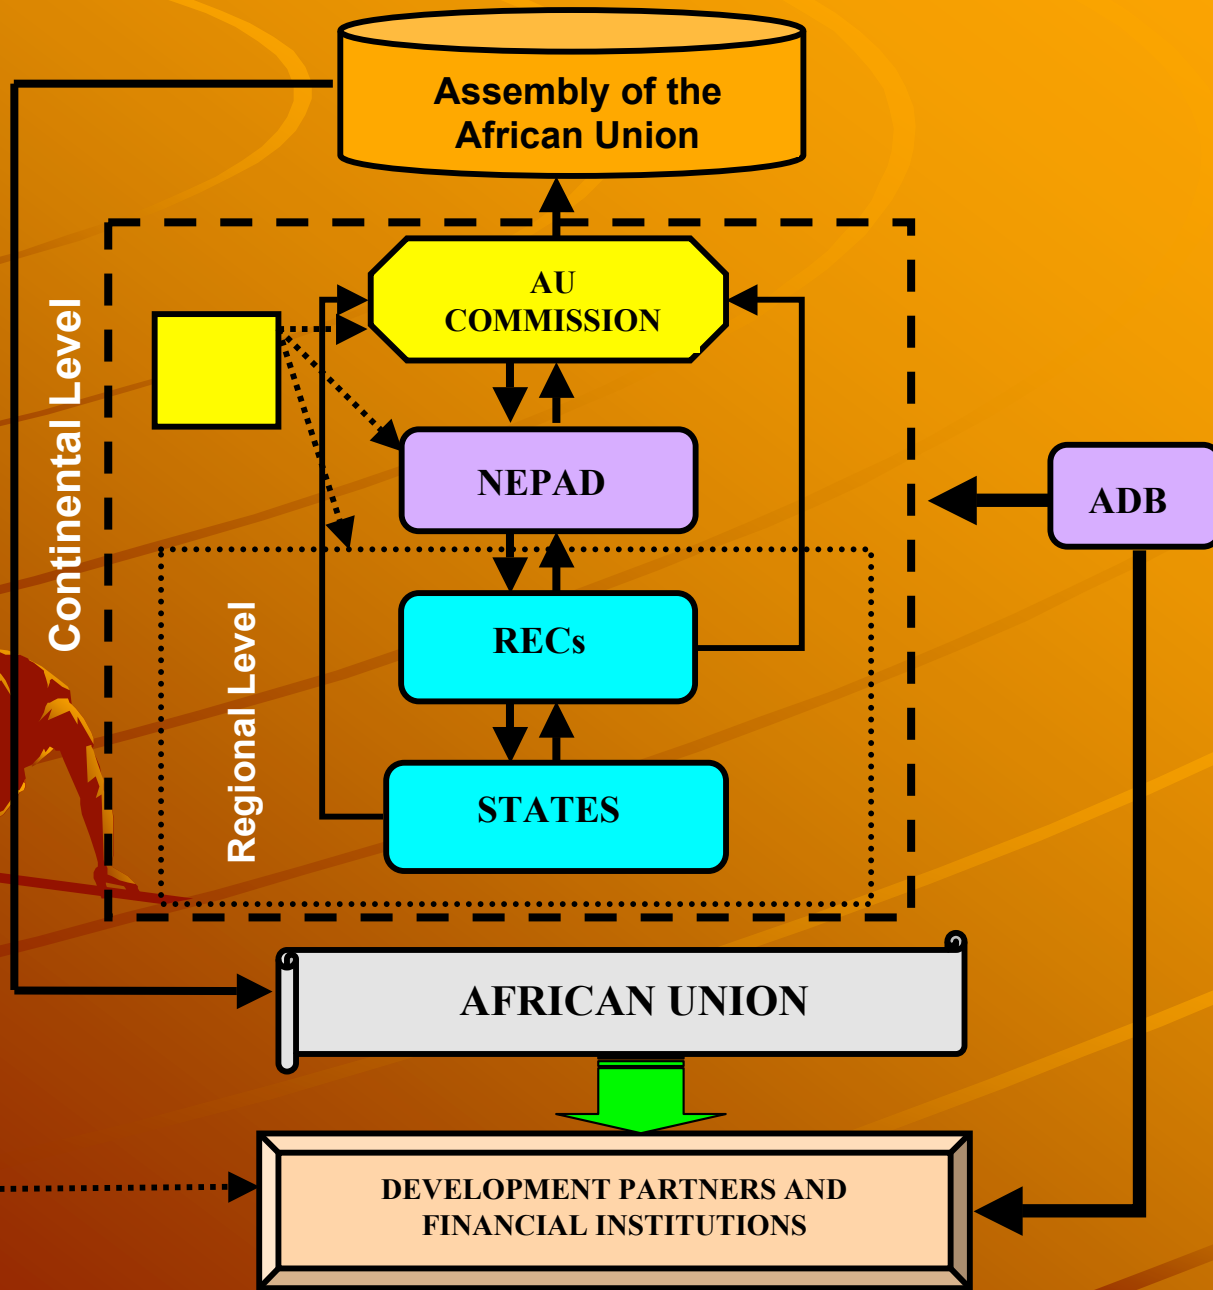 Assembly of the
African Union
Continental Level
AU
COMMISSION
NEPAD
ADB
Regional Level
RECs
STATES
AFRICAN UNION
DEVELOPMENT PARTNERS AND
FINANCIAL INSTITUTIONS